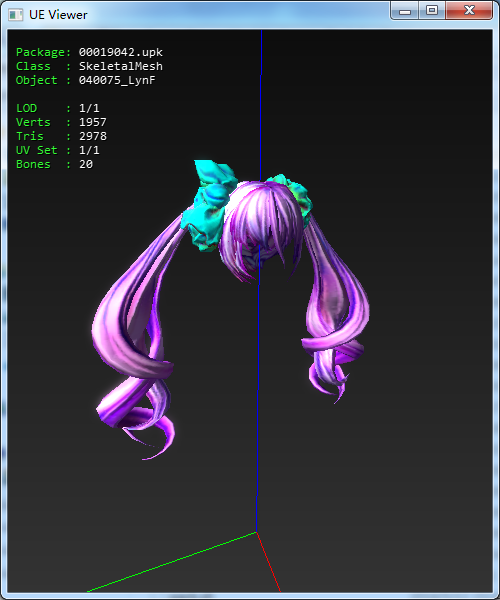 UE Viewer
Package: 00019042.upk
Class  : SkeletalMesh
Object : 040075_LynF
LOD    : 1/1
Verts  : 1957
Tris   : 2978
UV Set : 1/1
Bones  : 20